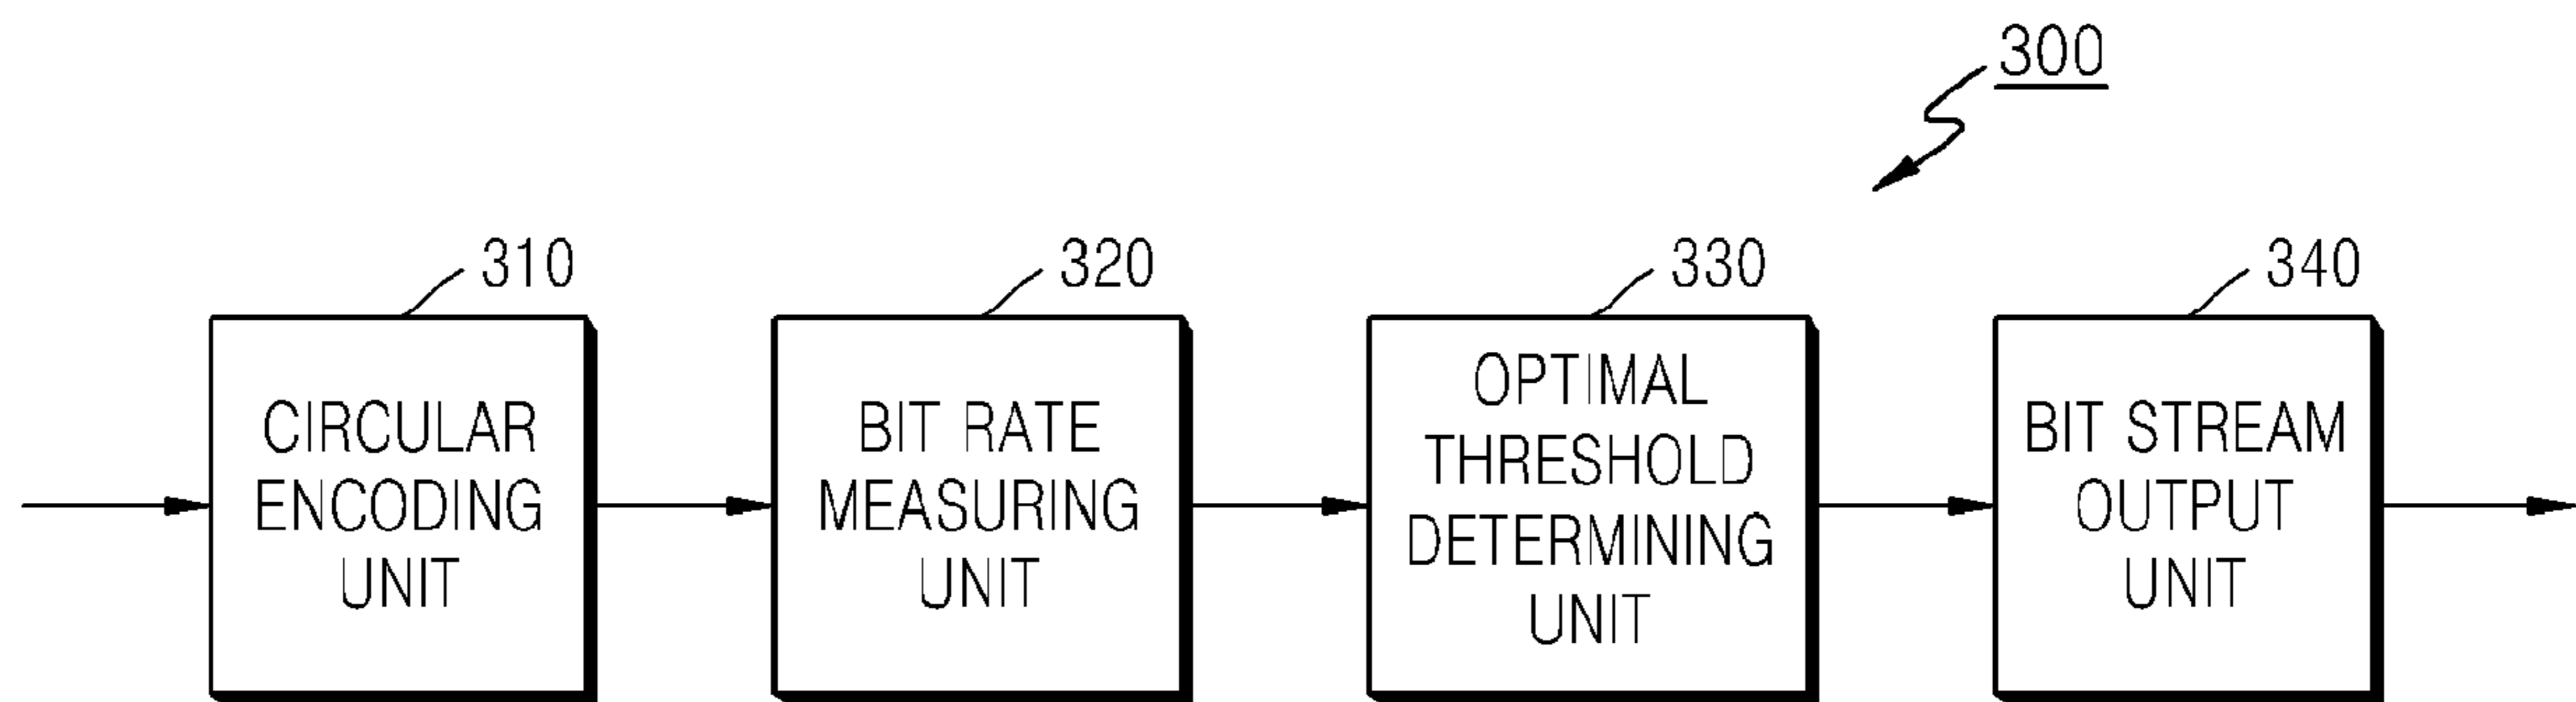 300
310
320
330
340
CIRCULAR
ENCODING
UNIT
BIT RATE
MEASURING
UNIT
OPTIMAL
THRESHOLD
DETERMINING
UNIT
BIT STREAM
OUTPUT
UNIT